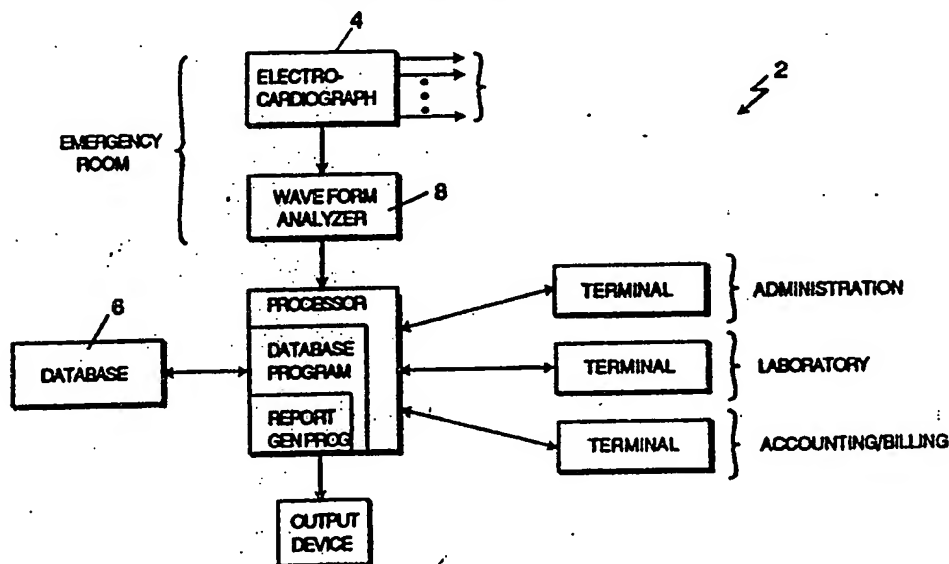 4
ELECTRO-
CARDIOGRAPH
2
EMERGENCY
ROOM
WAVE FORM
ANALYZER
8
PROCESSOR
TERMINAL
ADMINISTRATION
6
DATABASE
DATABASE
PROGRAM
TERMINAL
LABORATORY
REPORT
GEN PROG
TERMINAL
ACCOUNTING/BILLING
OUTPUT
DEVICE